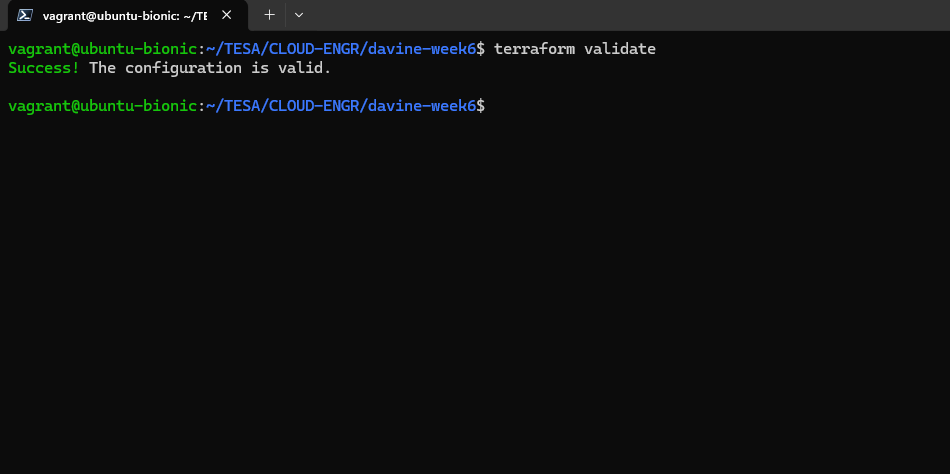 vagrant@ubuntu-bionic: ~/TE
vagrant@ubuntu-bionic:~/TESA/CLOUD-ENGR/davine-week6$ terraform validate
Success! The configuration is valid.
vagrant@ubuntu-bionic:~/TESA/CLOUD-ENGR/davine-week6$